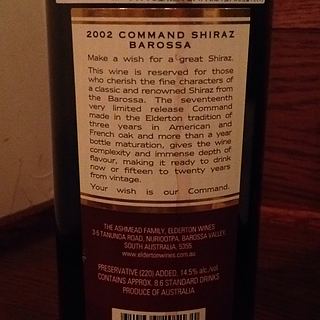 2002 COMMAND SHIRAZ
BAROSSA
Make a wish for a great Shiraz.
This wine is reserved for those
who cherish the fine characters of
a classic and renowned Shiraz from
the Barossa. The seventeenth
very limited release Command
made in the Elderton tradition of
three years in American and
French oak and more than a year
bottle maturation, gives the wine
complexity and immense depth of
flavour, making it ready to drink
now or fifteen to twenty years
from vintage.
Your wish is our Command.
THE ASHMEAD FAMILY, ELDERTON WINES
3-5 TANUNDA ROAD, NURIOOTPA, BAROSSA VALLEY,
SOUTH AUSTRALIA. 5355
www.eldertonwines.com.au
PRESERVATIVE (220) ADDED. 14.5% alc./vol
CONTAINS APPROX. 8.6 STANDARD DRINKS
PRODUCE OF AUSTRALIA